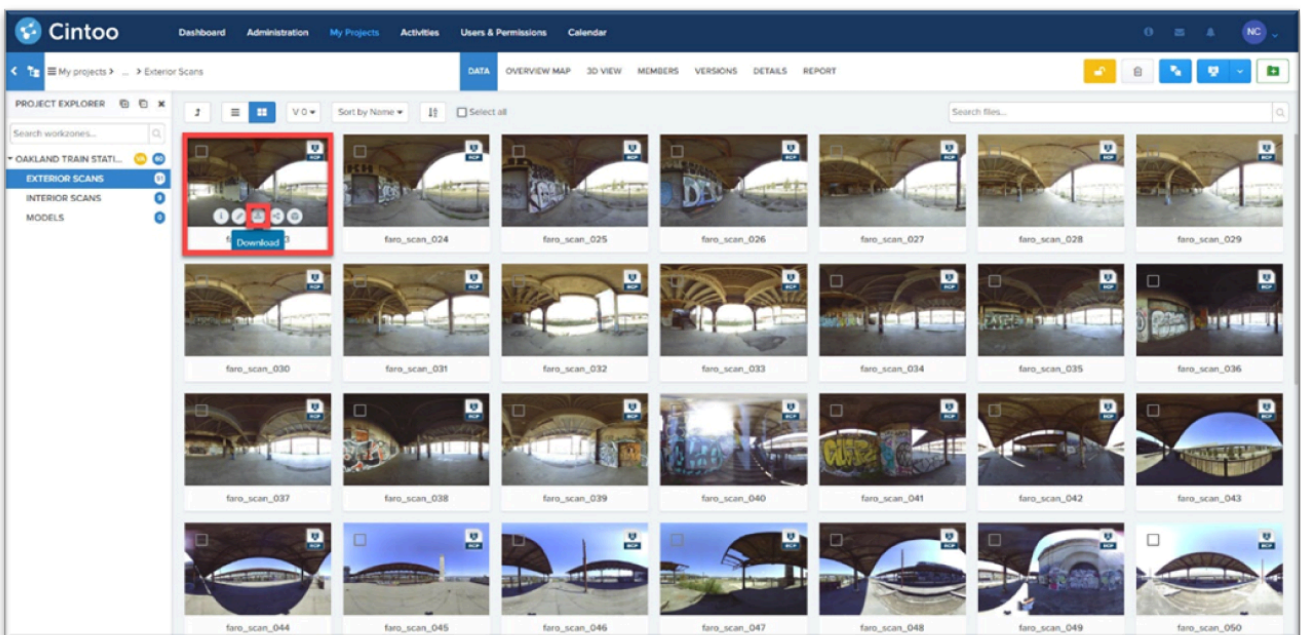 Cintoo
Dashboard Administration My Projects Activities Users & Permissions Calendar
NC
My projects > ... > Exterior Scans
DATA OVERVIEW MAP 3D VIEW MEMBERS VERSIONS DETAILS REPORT
PROJECT EXPLORER
V 0 Sort by Name Select all
Search files...
Search workzones...
OAKLAND TRAIN STATI...
EXTERIOR SCANS
INTERIOR SCANS
MODELS
Download
faro_scan_024 faro_scan_025 faro_scan_026 faro_scan_027 faro_scan_028 faro_scan_029
faro_scan_030 faro_scan_031 faro_scan_032 faro_scan_033 faro_scan_034 faro_scan_035 faro_scan_036
faro_scan_037 faro_scan_038 faro_scan_039 faro_scan_040 faro_scan_041 faro_scan_042 faro_scan_043
faro_scan_044 faro_scan_045 faro_scan_046 faro_scan_047 faro_scan_048 faro_scan_049 faro_scan_050